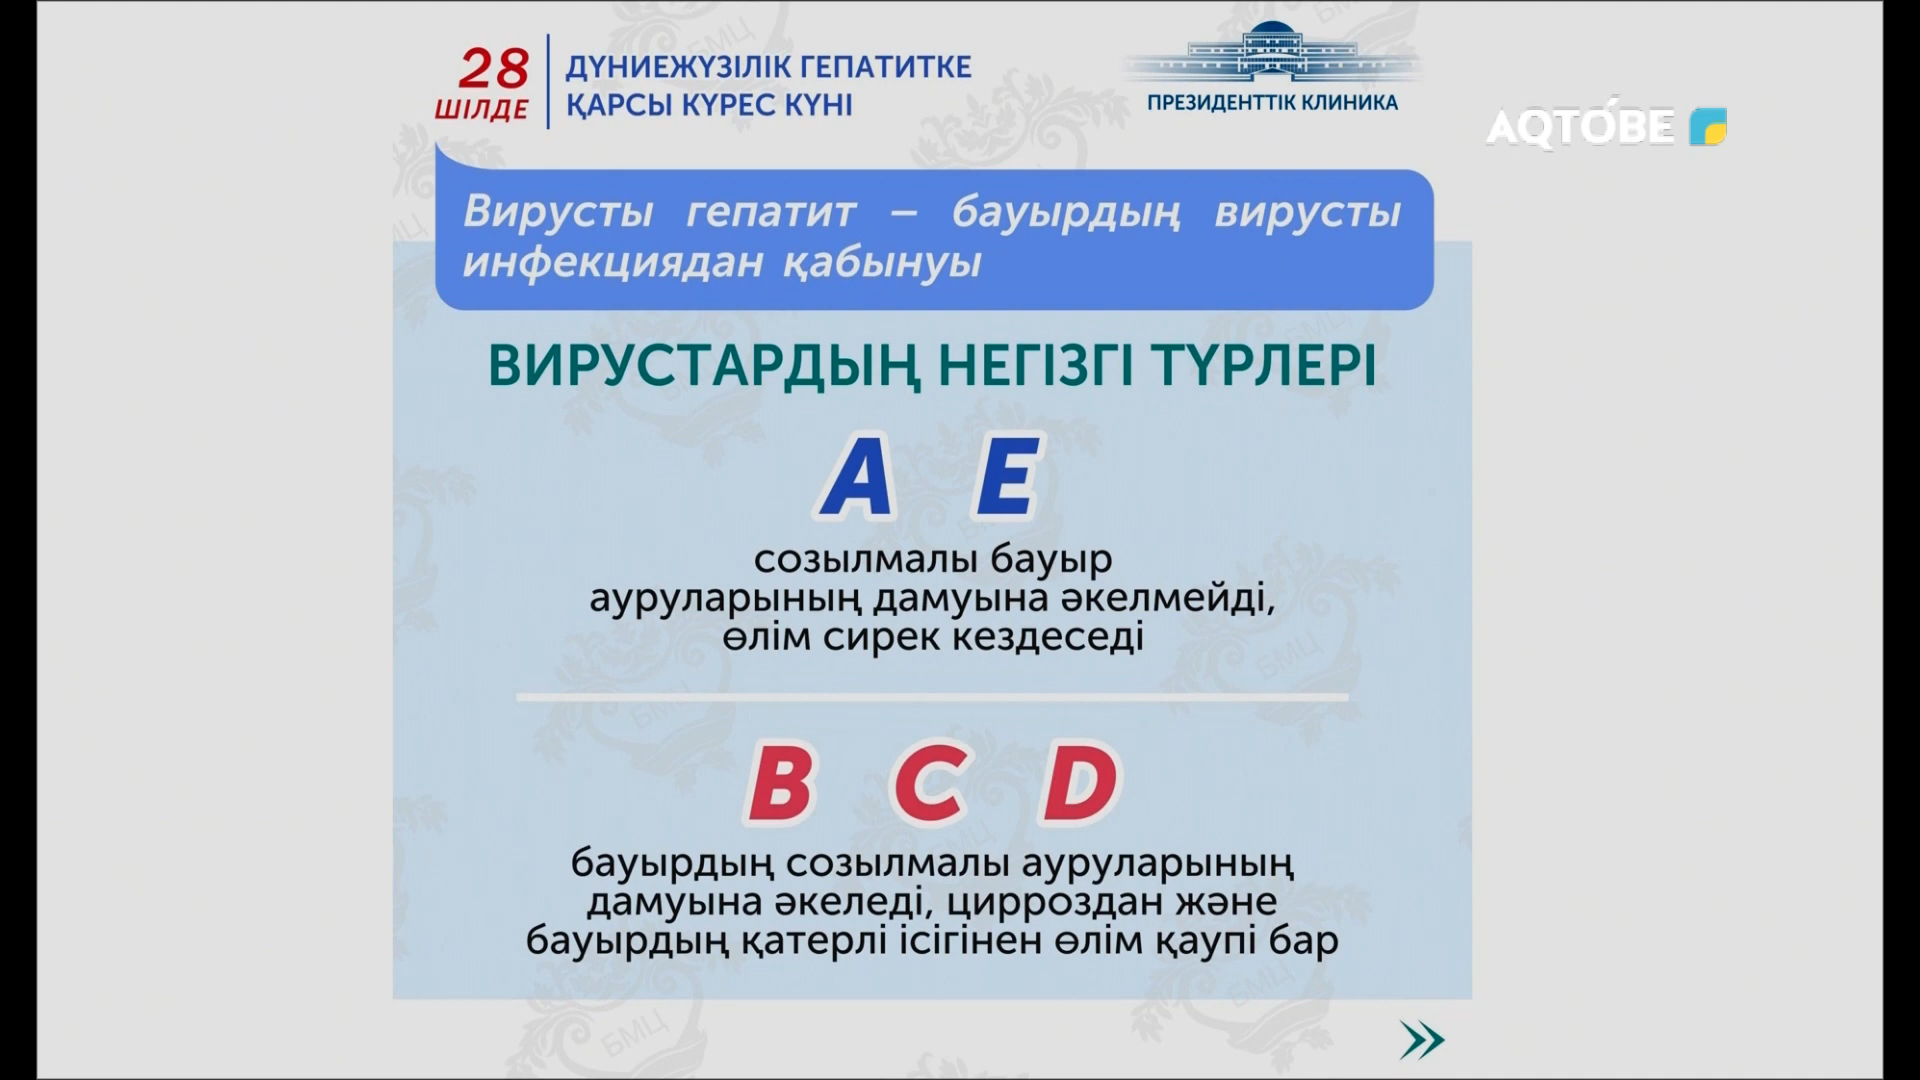 28
ШІЛДЕ
ДҮНИЕЖҮЗІЛІК ГЕПАТИТКЕ
ҚАРСЫ КҮРЕС КҮНІ
ПРЕЗИДЕНТТІК КЛИНИКА
AQTÓBE
Вирусты гепатит – бауырдың вирусты
инфекциядан қабынуы
ВИРУСТАРДЫҢ НЕГІЗГІ ТҮРЛЕРІ
A E
созылмалы бауыр
ауруларының дамуына әкелмейді,
өлім сирек кездеседі
B C D
бауырдың созылмалы ауруларының
дамуына әкеледі, цирроздан және
бауырдың қатерлі ісігінен өлім қаупі бар
БМЦ